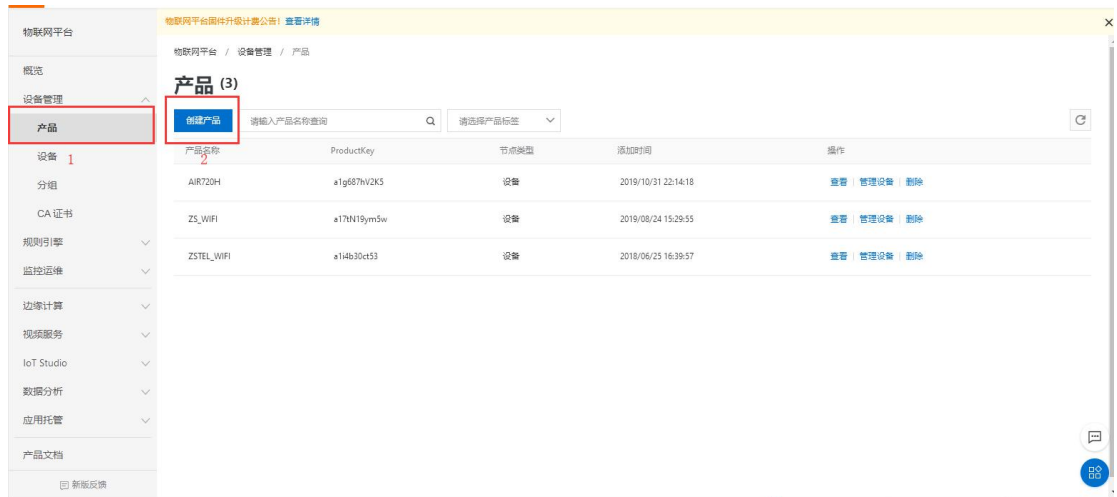 物联网平台
概览
设备管理
产品
设备
1
分组
CA 证书
规则引擎
监控运维
边缘计算
视频服务
IoT Studio
数据分析
应用托管
产品文档
新版反馈
物联网平台固件升级计费公告！查看详情
物联网平台 / 设备管理 / 产品
产品 (3)
创建产品 请输入产品名称查询 请选择产品标签
2
产品名称 ProductKey 节点类型 添加时间 操作
AIR720H a1g687hV2K5 设备 2019/10/31 22:14:18 查看 管理设备 删除
ZS_WIFI a17tN19ym5w 设备 2019/08/24 15:29:55 查看 管理设备 删除
ZSTEL_WIFI a1i4b30ct53 设备 2018/06/25 16:39:57 查看 管理设备 删除